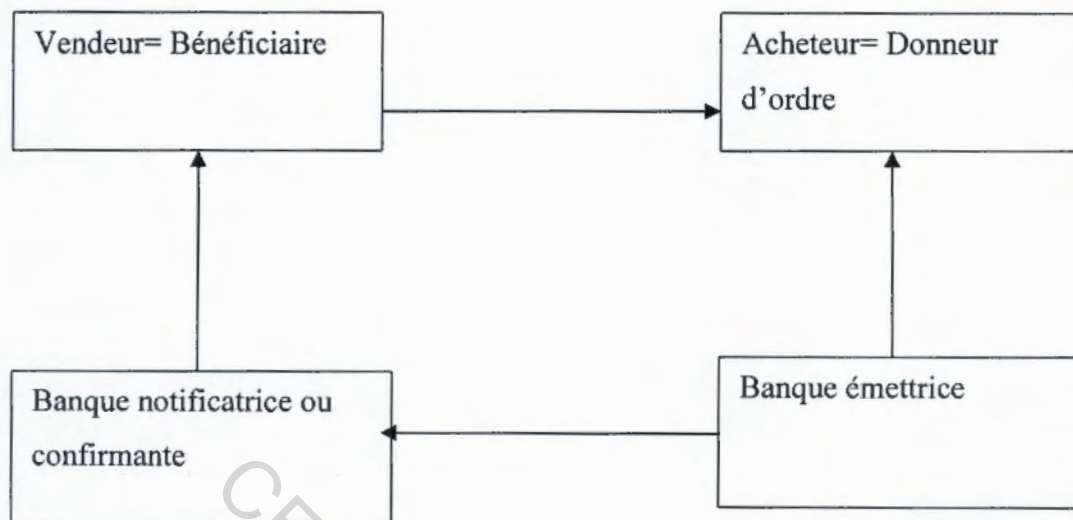 Vendeur= Bénéficiaire
Acheteur= Donneur
d'ordre
Banque notificatrice ou
confirmante
Banque émettrice